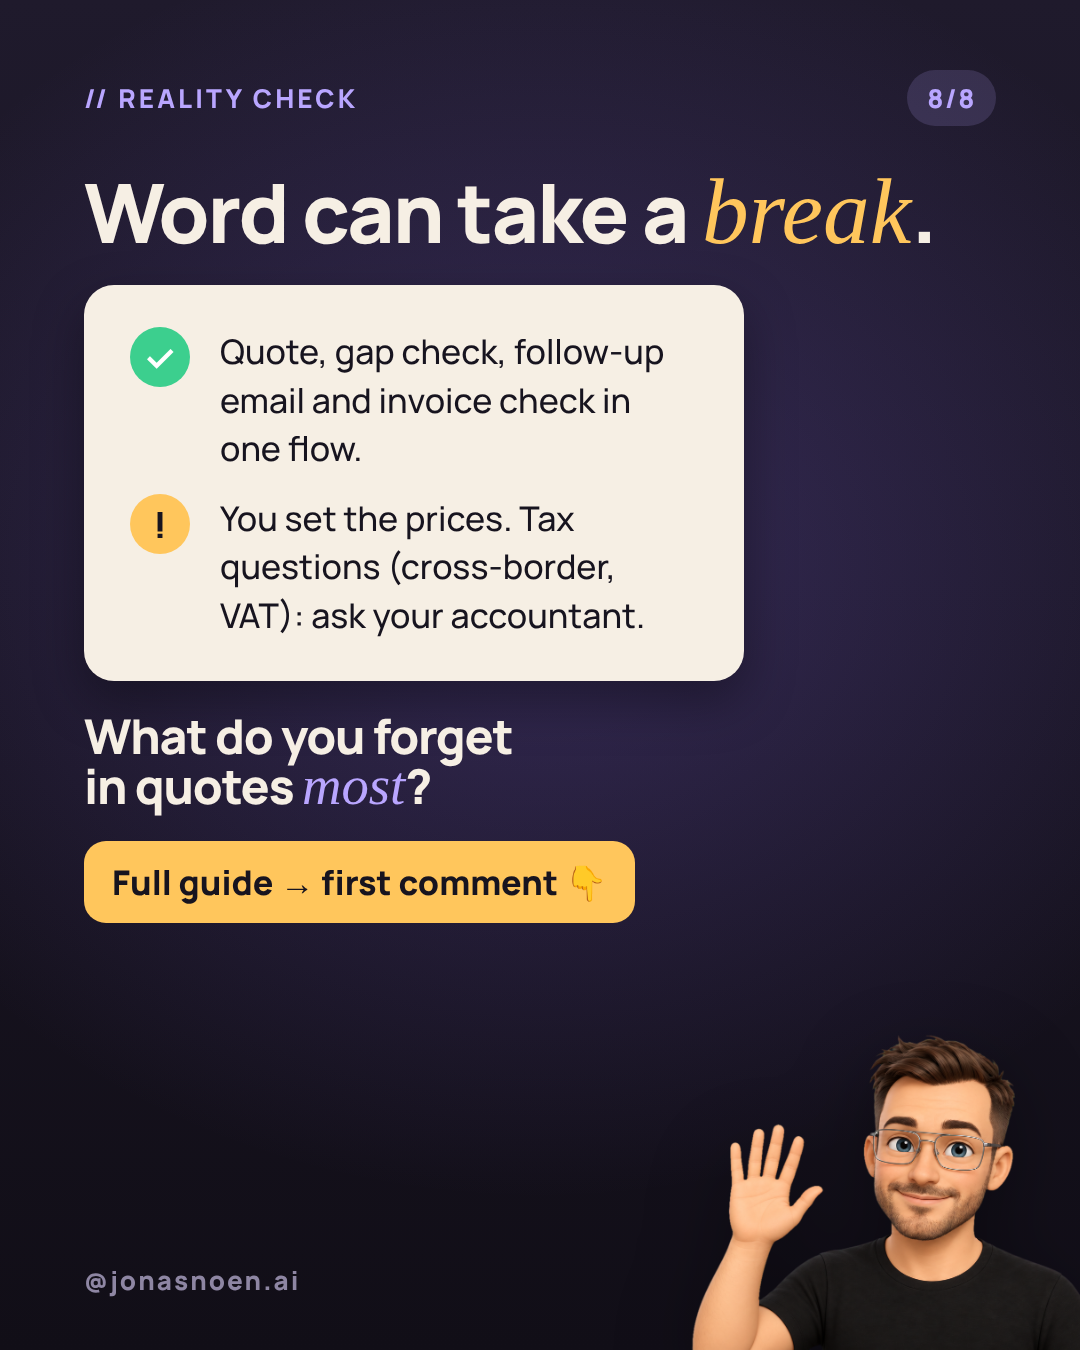 // REALITY CHECK
8/8
Word can take a break.
Quote, gap check, follow-up
email and invoice check in
one flow.
!
You set the prices. Tax
questions (cross-border,
VAT): ask your accountant.
What do you forget
in quotes most?
Full guide → first comment 👇
@jonasnoen.ai